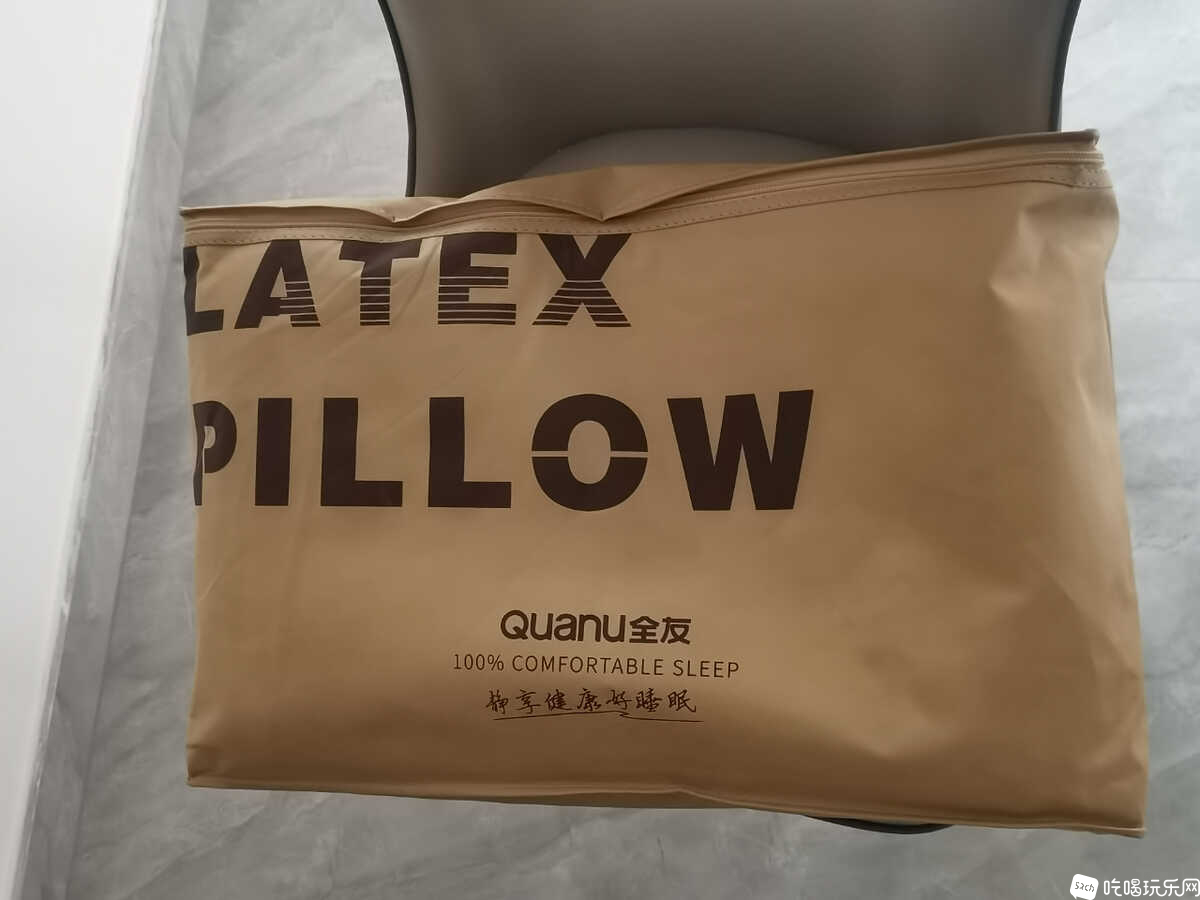 LATEX
PILLOW
Quanu全友
100% COMFORTABLE SLEEP
静享健康好睡眠
52ch 吃喝玩乐网